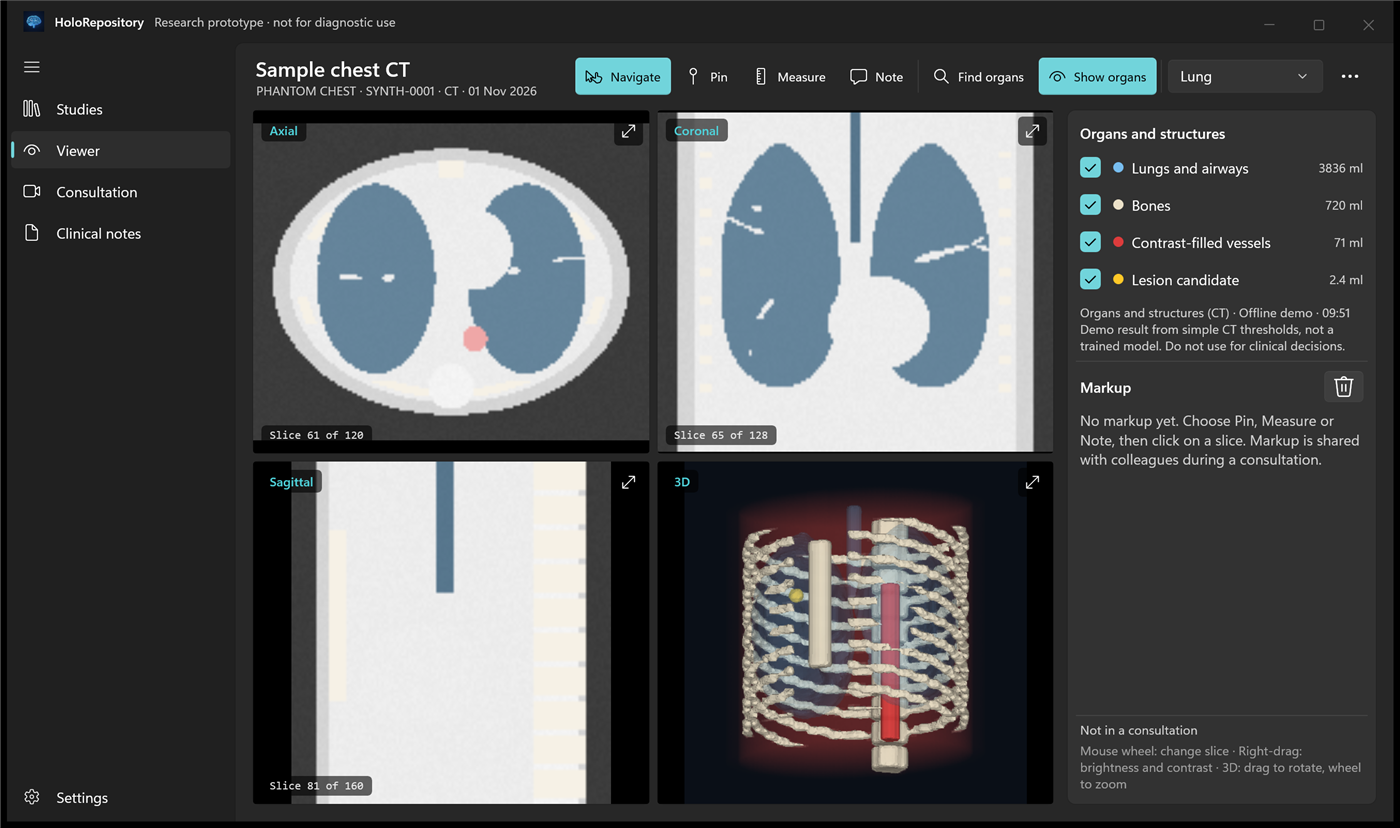 HoloRepository Research prototype · not for diagnostic use
Studies
Viewer
Consultation
Clinical notes
Settings
Sample chest CT
PHANTOM CHEST · SYNTH-0001 · CT · 01 Nov 2026
Navigate
Pin
Measure
Note
Find organs
Show organs
Lung
Axial
Slice 61 of 120
Coronal
Slice 65 of 128
Sagittal
Slice 81 of 160
3D
Organs and structures
Lungs and airways 3836 ml
Bones 720 ml
Contrast-filled vessels 71 ml
Lesion candidate 2.4 ml
Organs and structures (CT) · Offline demo · 09:51
Demo result from simple CT thresholds, not a
trained model. Do not use for clinical decisions.
Markup
No markup yet. Choose Pin, Measure or
Note, then click on a slice. Markup is shared
with colleagues during a consultation.
Not in a consultation
Mouse wheel: change slice · Right-drag:
brightness and contrast · 3D: drag to rotate, wheel
to zoom